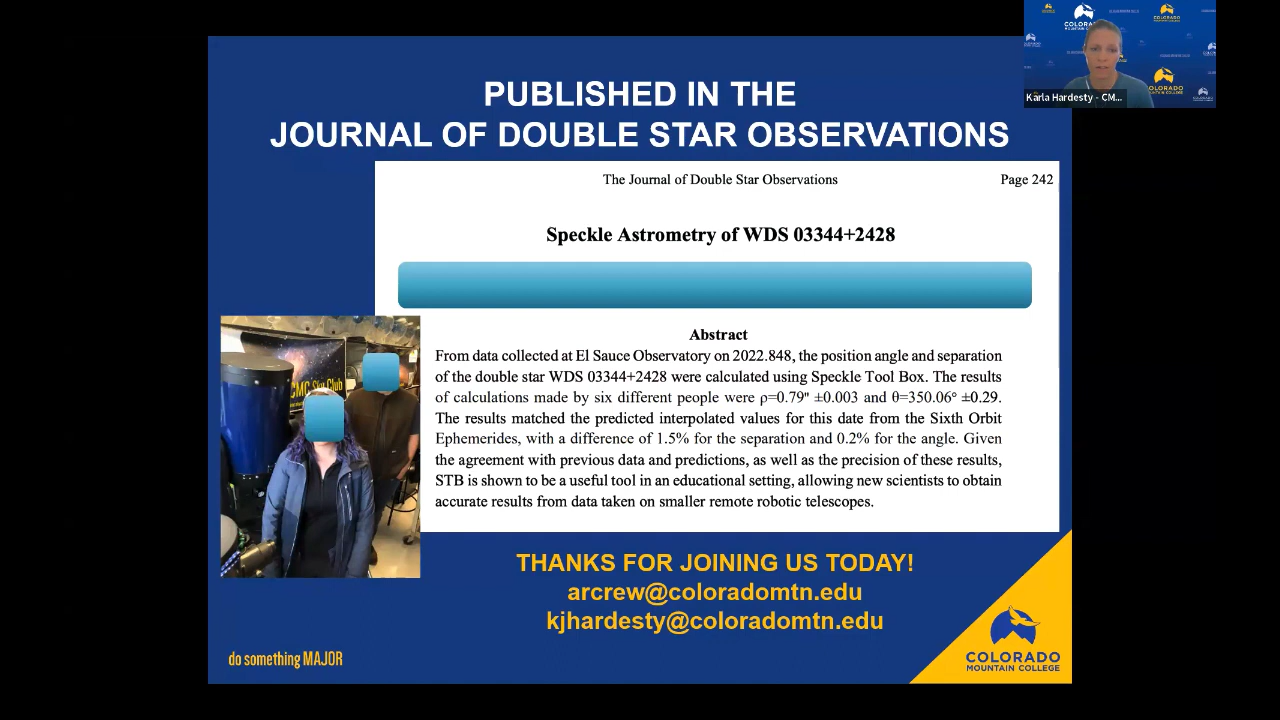 PUBLISHED IN THE
JOURNAL OF DOUBLE STAR OBSERVATIONS
COLORADO
Karla Hardesty - CM...
The Journal of Double Star Observations
Page 242
Speckle Astrometry of WDS 03344+2428
Abstract
From data collected at El Sauce Observatory on 2022.848, the position angle and separation
of the double star WDS 03344+2428 were calculated using Speckle Tool Box. The results
of calculations made by six different people were ρ=0.79" ±0.003 and θ=350.06° ±0.29.
The results matched the predicted interpolated values for this date from the Sixth Orbit
Ephemerides, with a difference of 1.5% for the separation and 0.2% for the angle. Given
the agreement with previous data and predictions, as well as the precision of these results,
STB is shown to be a useful tool in an educational setting, allowing new scientists to obtain
accurate results from data taken on smaller remote robotic telescopes.
CMC Sky Club
THANKS FOR JOINING US TODAY!
arcrew@coloradomtn.edu
kjhardesty@coloradomtn.edu
do something MAJOR
COLORADO
MOUNTAIN COLLEGE